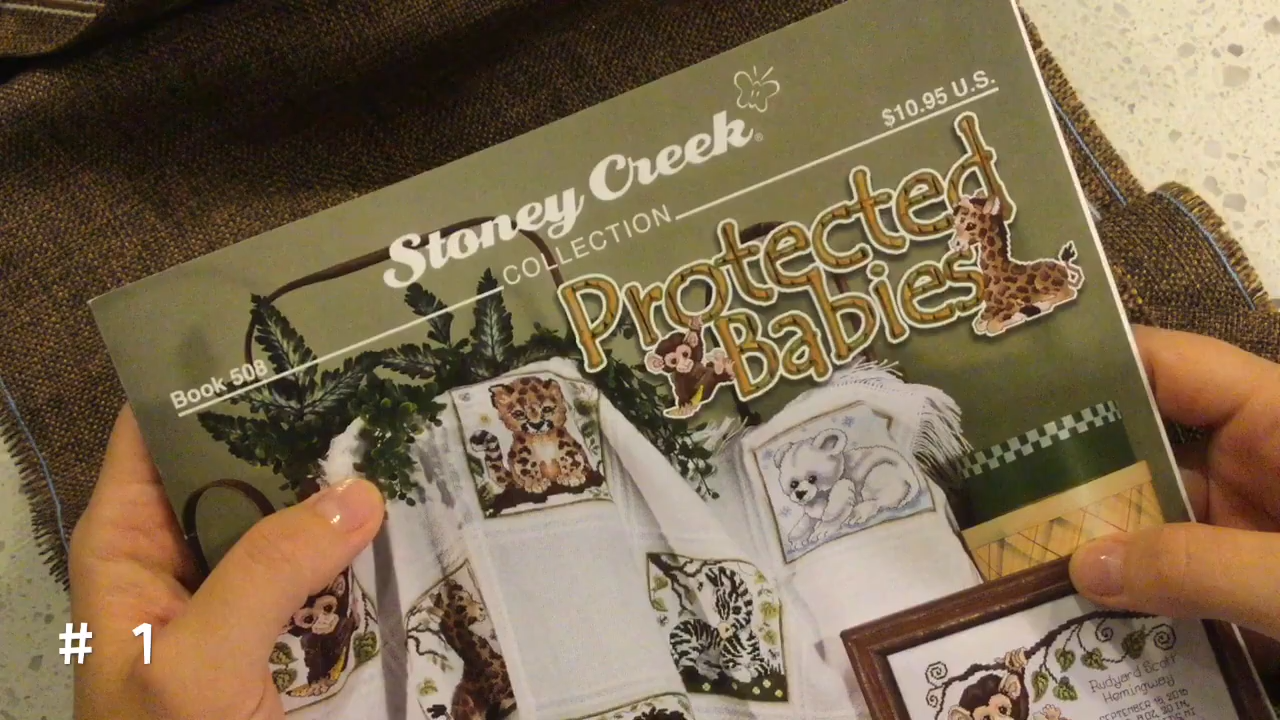 Stoney Creek
COLLECTION
$10.95 U.S.
Book 508
Protected
Babies
Rudyard Scott
Hemingway
# 1